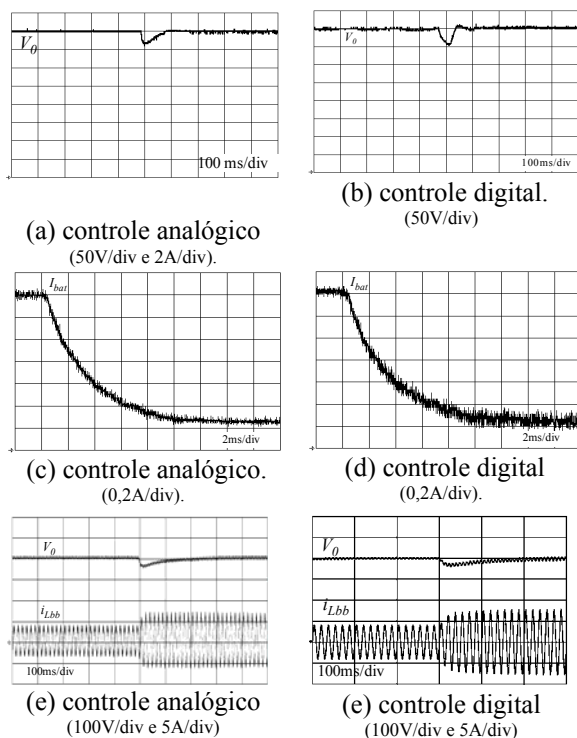 V0
100 ms/div
(a) controle analógico
(50V/div e 2A/div).
V0
100ms/div
(b) controle digital.
(50V/div)
Ibat
2ms/div
(c) controle analógico.
(0,2A/div).
Ibat
2ms/div
(d) controle digital
(0,2A/div).
V0
iLbb
100ms/div
(e) controle analógico
(100V/div e 5A/div)
V0
iLbb
100ms/div
(e) controle digital
(100V/div e 5A/div)